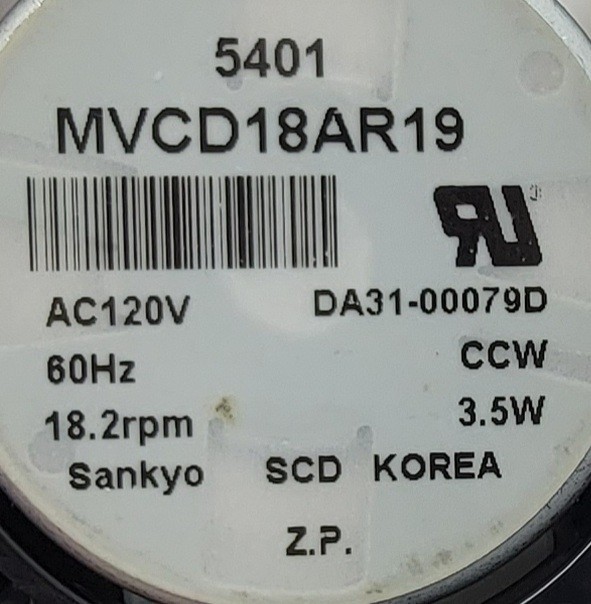 5401
MVCD18AR19
AC120V DA31-00079D
60Hz CCW
18.2rpm 3.5W
Sankyo SCD KOREA
Z.P.